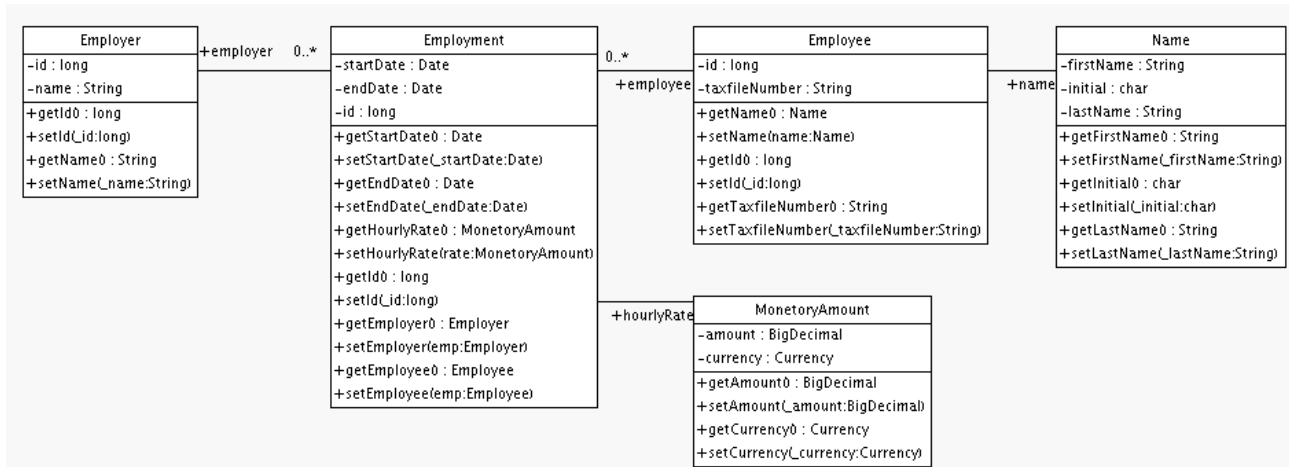 Employer
-id : long
-name : String
+getId() : long
+setId(_id:long)
+getName() : String
+setName(_name:String)
+employer
0..*
Employment
-startDate : Date
-endDate : Date
-id : long
+getStartDate() : Date
+setStartDate(_startDate:Date)
+getEndDate() : Date
+setEndDate(_endDate:Date)
+getHourlyRate() : MonetoryAmount
+setHourlyRate(rate:MonetoryAmount)
+getId() : long
+setId(_id:long)
+getEmployer() : Employer
+setEmployer(emp:Employer)
+getEmployee() : Employee
+setEmployee(emp:Employee)
0..*
+employee
Employee
-id : long
-taxfileNumber : String
+getName() : Name
+setName(name:Name)
+getId() : long
+setId(_id:long)
+getTaxfileNumber() : String
+setTaxfileNumber(_taxfileNumber:String)
+name
Name
-firstName : String
-initial : char
-lastName : String
+getFirstName() : String
+setFirstName(_firstName:String)
+getInitial() : char
+setInitial(_initial:char)
+getLastName() : String
+setLastName(_lastName:String)
+hourlyRate
MonetoryAmount
-amount : BigDecimal
-currency : Currency
+getAmount() : BigDecimal
+setAmount(_amount:BigDecimal)
+getCurrency() : Currency
+setCurrency(_currency:Currency)